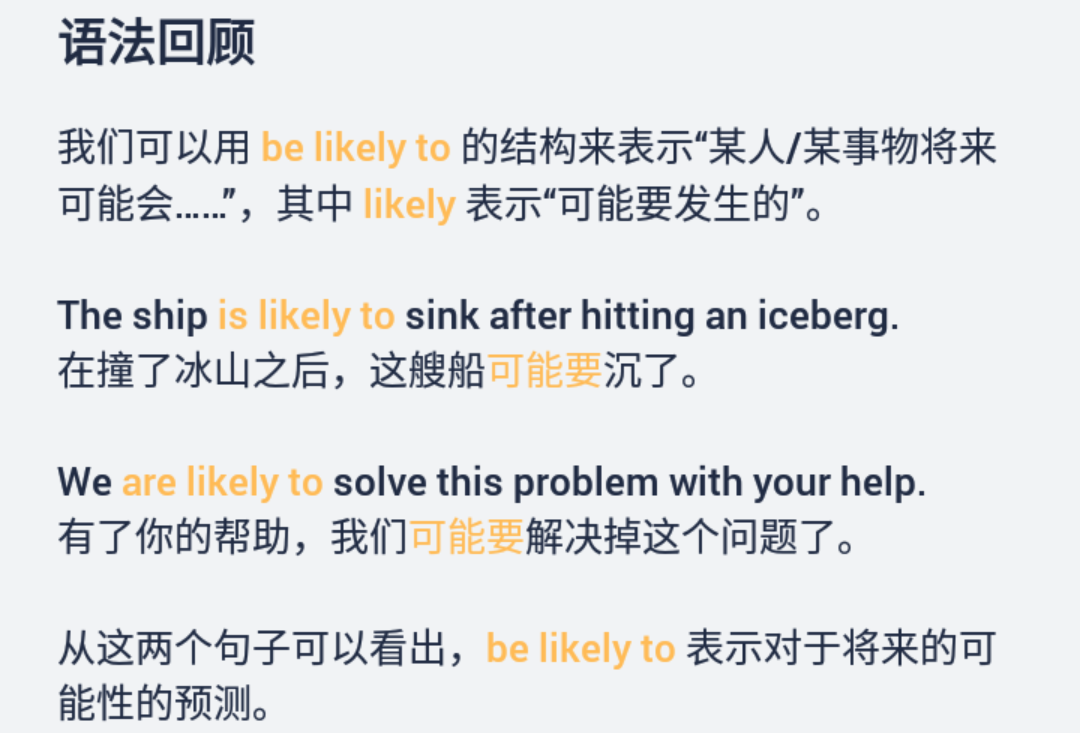 语法回顾
我们可以用 be likely to 的结构来表示“某人/某事物将来
可能会……”，其中 likely 表示“可能要发生的”。
The ship is likely to sink after hitting an iceberg.
在撞了冰山之后，这艘船可能要沉了。
We are likely to solve this problem with your help.
有了你的帮助，我们可能要解决掉这个问题了。
从这两个句子可以看出，be likely to 表示对于将来的可
能性的预测。